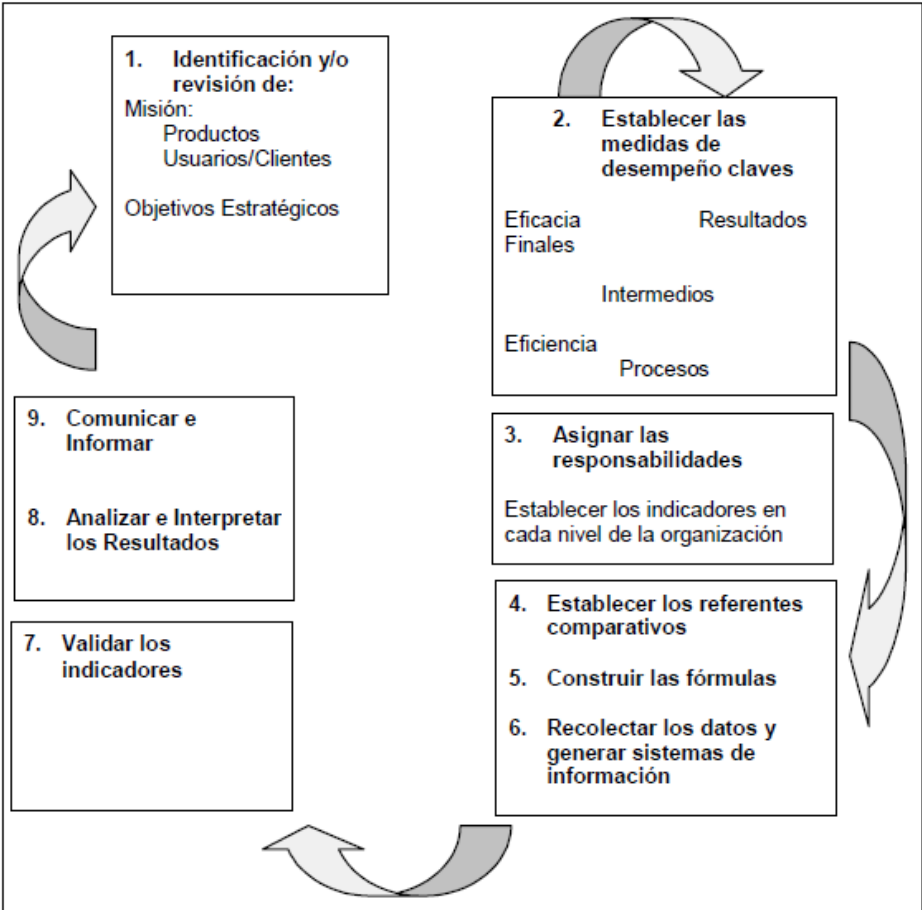 1. Identificación y/o
revisión de:
Misión:
Productos
Usuarios/Clientes
Objetivos Estratégicos
2. Establecer las
medidas de
desempeño claves
Eficacia Resultados
Finales
Intermedios
Eficiencia
Procesos
3. Asignar las
responsabilidades
Establecer los indicadores en
cada nivel de la organización
4. Establecer los referentes
comparativos
5. Construir las fórmulas
6. Recolectar los datos y
generar sistemas de
información
7. Validar los
indicadores
9. Comunicar e
Informar
8. Analizar e Interpretar
los Resultados